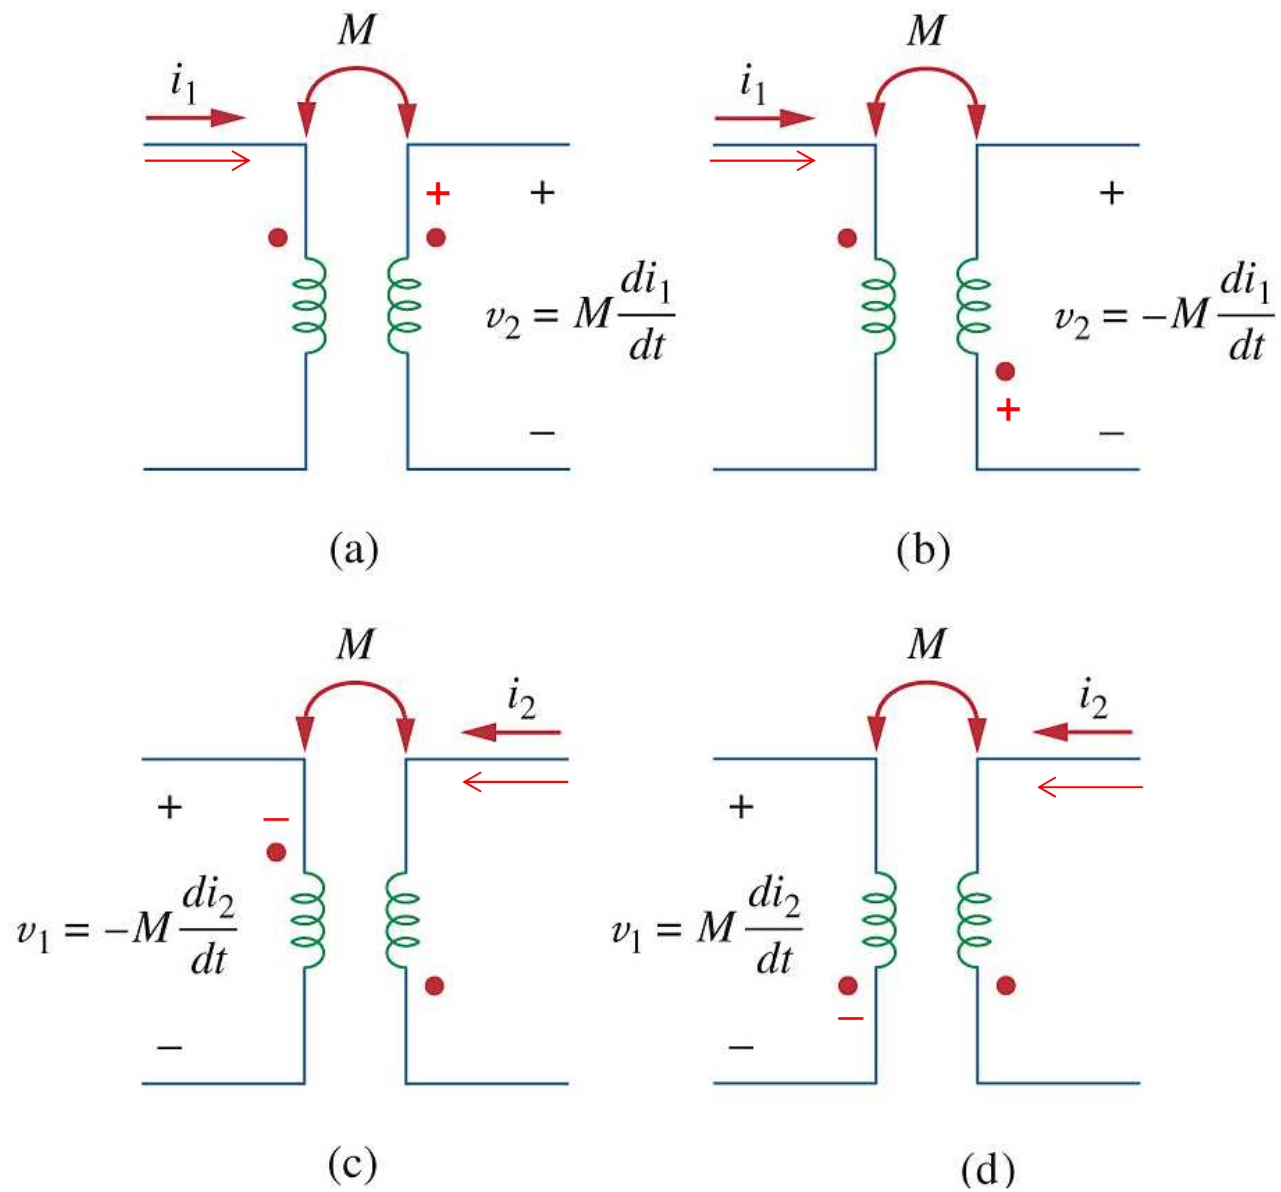 M M
i₁ i₁
+ + +
v₂ = M di₁/dt v₂ = −M di₁/dt
+
− −
(a) (b)
M M
i₂ i₂
+ +
−
v₁ = −M di₂/dt v₁ = M di₂/dt
−
− −
(c) (d)